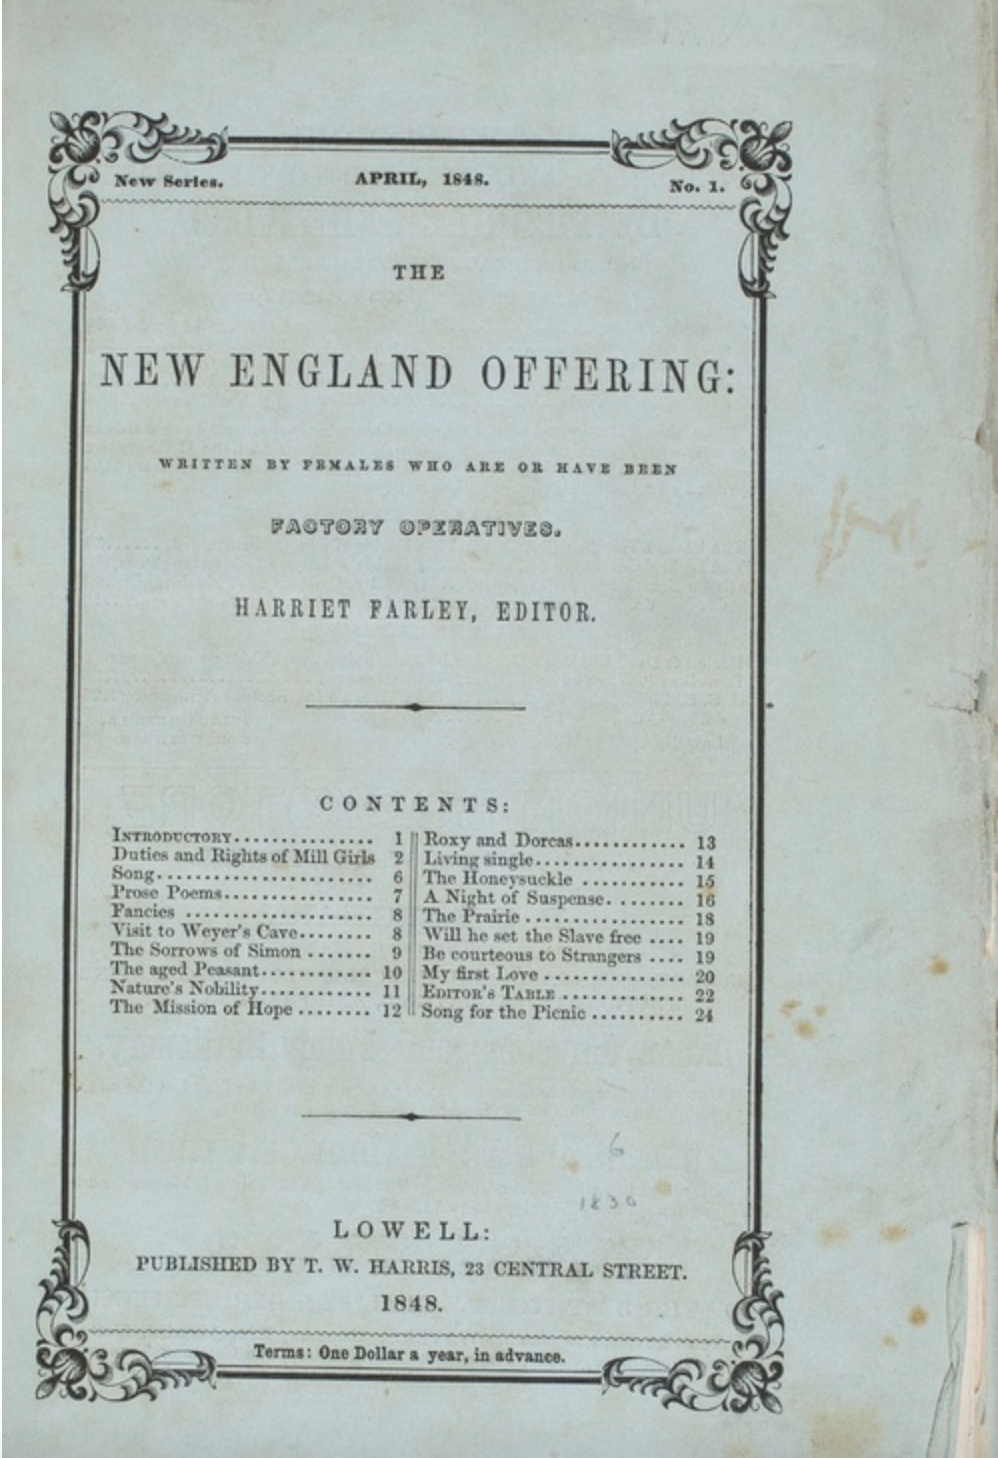 New Series. APRIL, 1848. No. 1.
THE
NEW ENGLAND OFFERING:
WRITTEN BY FEMALES WHO ARE OR HAVE BEEN
FACTORY OPERATIVES.
HARRIET FARLEY, EDITOR.
CONTENTS:
INTRODUCTORY............... 1
Duties and Rights of Mill Girls 2
Song....................... 6
Prose Poems................ 7
Fancies .................... 8
Visit to Weyer's Cave........ 8
The Sorrows of Simon ....... 9
The aged Peasant............ 10
Nature's Nobility............ 11
The Mission of Hope ........ 12
Roxy and Dorcas............ 13
Living single................ 14
The Honeysuckle ........... 15
A Night of Suspense......... 16
The Prairie ................. 18
Will he set the Slave free .... 19
Be courteous to Strangers .... 19
My first Love ............... 20
EDITOR'S TABLE ............. 22
Song for the Picnic .......... 24
6
1830
LOWELL:
PUBLISHED BY T. W. HARRIS, 23 CENTRAL STREET.
1848.
Terms: One Dollar a year, in advance.